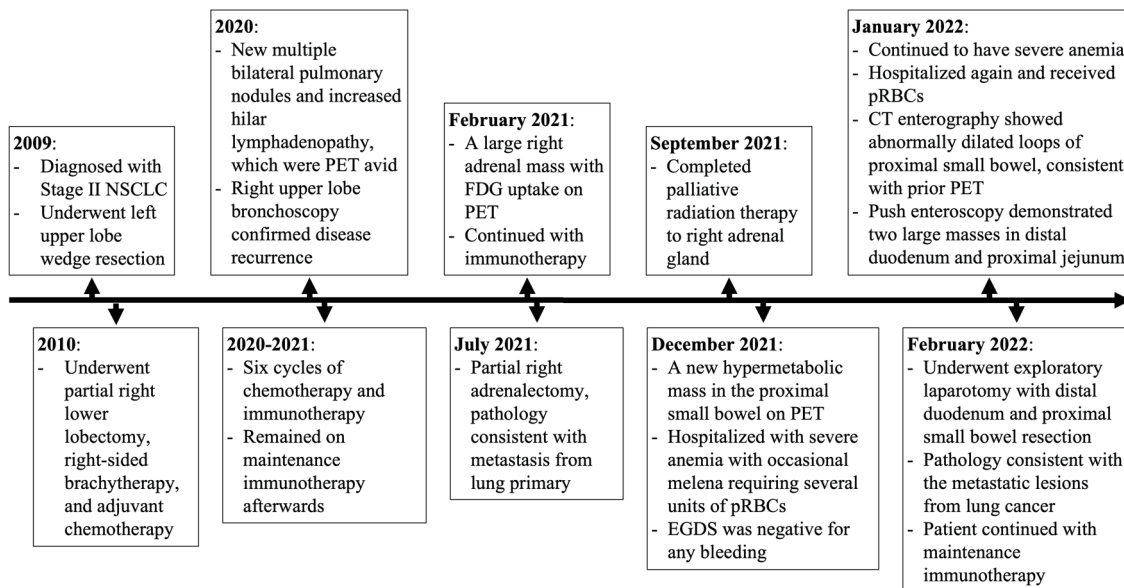 2009:
- Diagnosed with
Stage II NSCLC
- Underwent left
upper lobe
wedge resection
2010:
- Underwent
partial right
lower
lobectomy,
right-sided
brachytherapy,
and adjuvant
chemotherapy
2020:
- New multiple
bilateral pulmonary
nodules and increased
hilar
lymphadenopathy,
which were PET avid
- Right upper lobe
bronchoscopy
confirmed disease
recurrence
2020-2021:
- Six cycles of
chemotherapy and
immunotherapy
- Remained on
maintenance
immunotherapy
afterwards
February 2021:
- A large right
adrenal mass with
FDG uptake on
PET
- Continued with
immunotherapy
July 2021:
- Partial right
adrenalectomy,
pathology
consistent with
metastasis from
lung primary
September 2021:
- Completed
palliative
radiation therapy
to right adrenal
gland
December 2021:
- A new hypermetabolic
mass in the proximal
small bowel on PET
- Hospitalized with severe
anemia with occasional
melena requiring several
units of pRBCs
- EGDS was negative for
any bleeding
January 2022:
- Continued to have severe anemia
- Hospitalized again and received
pRBCs
- CT enterography showed
abnormally dilated loops of
proximal small bowel, consistent
with prior PET
- Push enteroscopy demonstrated
two large masses in distal
duodenum and proximal jejunum
February 2022:
- Underwent exploratory
laparotomy with distal
duodenum and proximal
small bowel resection
- Pathology consistent with
the metastatic lesions
from lung cancer
- Patient continued with
maintenance
immunotherapy